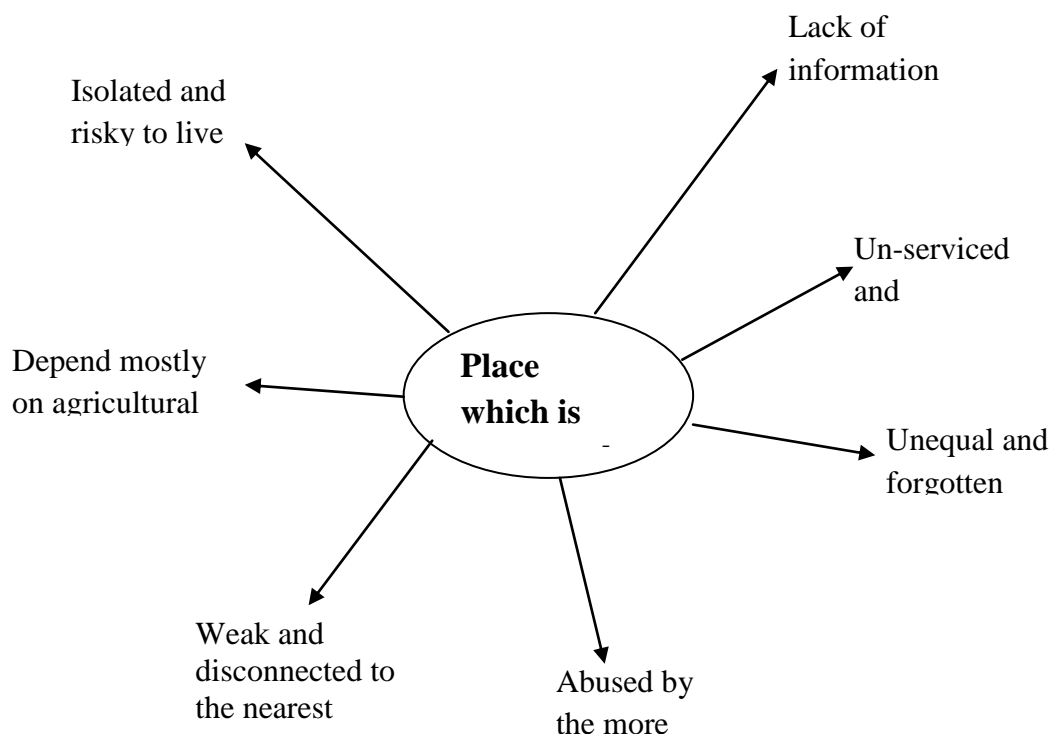 Lack of
information
Isolated and
risky to live
Un-serviced
and
Place
which is
Depend mostly
on agricultural
Unequal and
forgotten
Weak and
disconnected to
the nearest
Abused by
the more